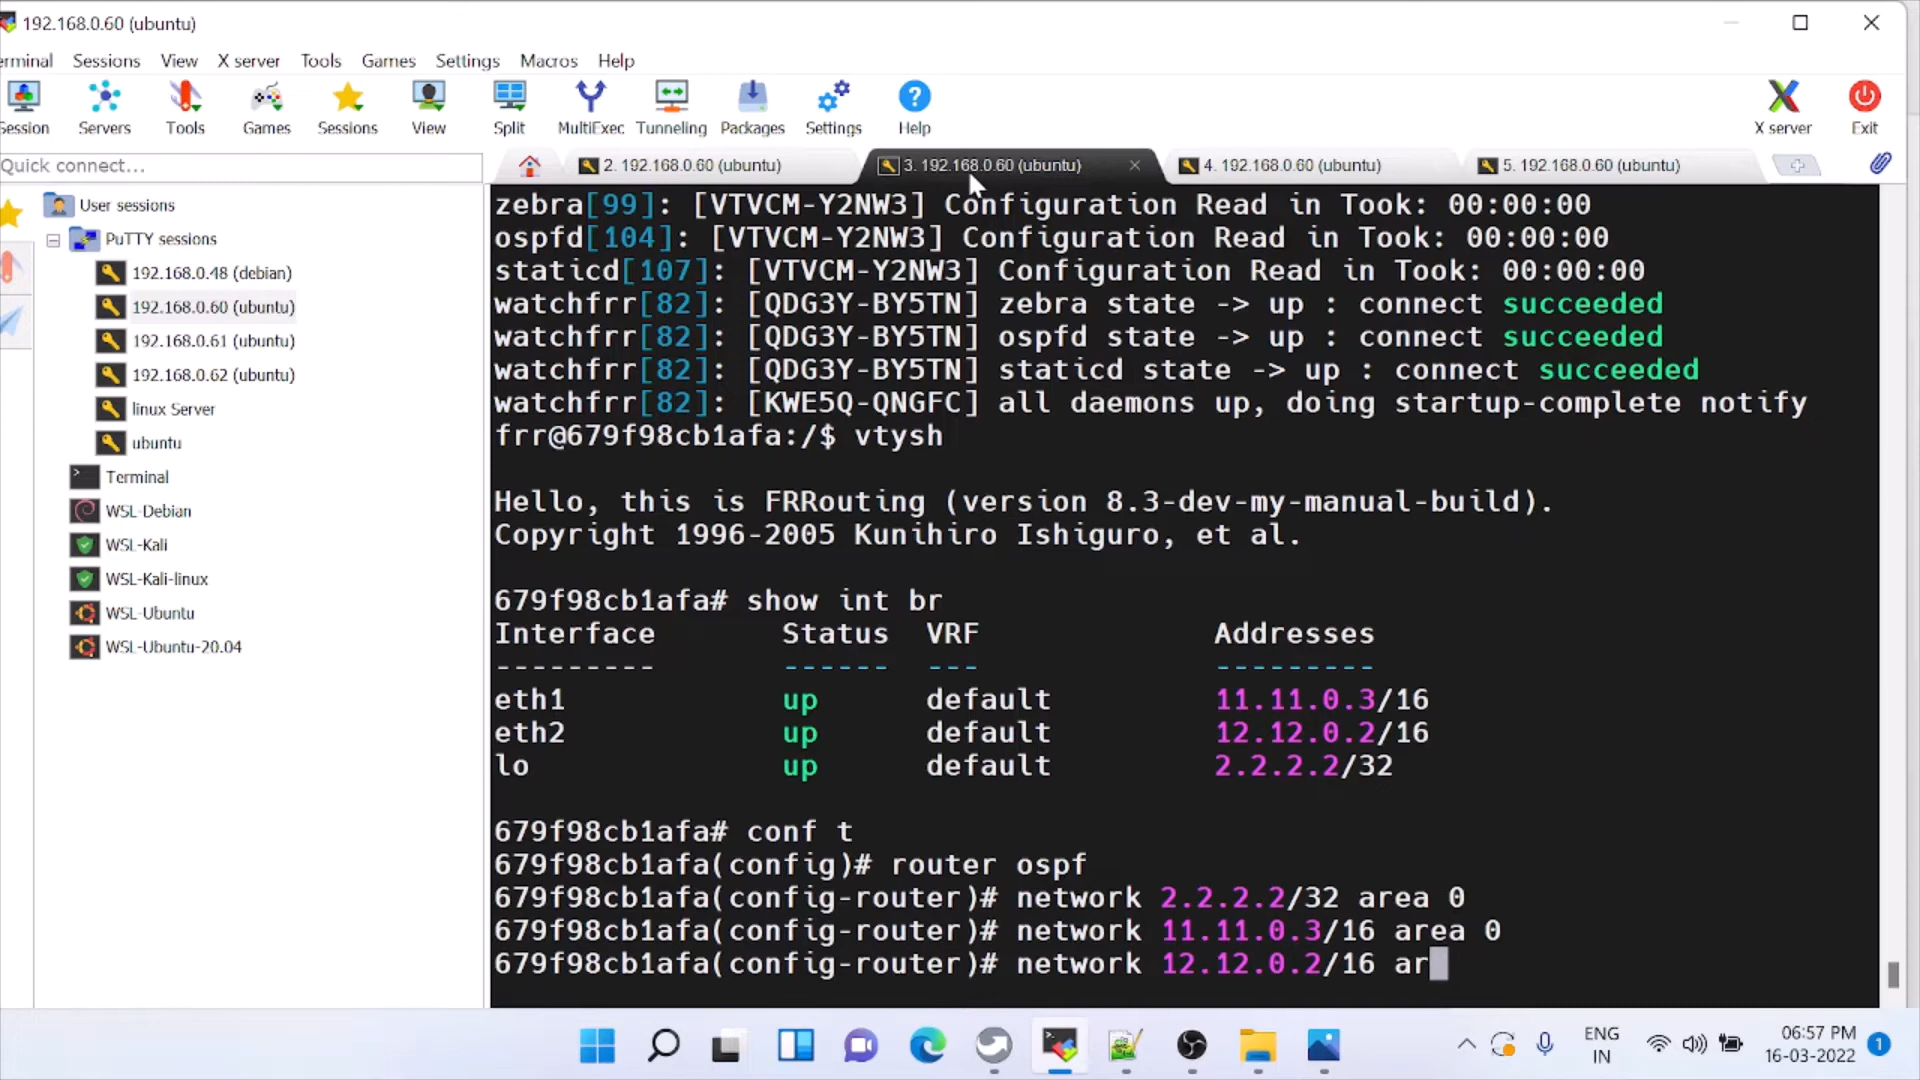 192.168.0.60 (ubuntu)
erminal Sessions View X server Tools Games Settings Macros Help
Session Servers Tools Games Sessions View Split MultiExec Tunneling Packages Settings Help X server Exit
Quick connect...
2. 192.168.0.60 (ubuntu) 3. 192.168.0.60 (ubuntu) 4. 192.168.0.60 (ubuntu) 5. 192.168.0.60 (ubuntu)
User sessions
PuTTY sessions
192.168.0.48 (debian)
192.168.0.60 (ubuntu)
192.168.0.61 (ubuntu)
192.168.0.62 (ubuntu)
linux Server
ubuntu
Terminal
WSL-Debian
WSL-Kali
WSL-Kali-linux
WSL-Ubuntu
WSL-Ubuntu-20.04
zebra[99]: [VTVCM-Y2NW3] Configuration Read in Took: 00:00:00
ospfd[104]: [VTVCM-Y2NW3] Configuration Read in Took: 00:00:00
staticd[107]: [VTVCM-Y2NW3] Configuration Read in Took: 00:00:00
watchfrr[82]: [QDG3Y-BY5TN] zebra state -> up : connect succeeded
watchfrr[82]: [QDG3Y-BY5TN] ospfd state -> up : connect succeeded
watchfrr[82]: [QDG3Y-BY5TN] staticd state -> up : connect succeeded
watchfrr[82]: [KWE5Q-QNGFC] all daemons up, doing startup-complete notify
frr@679f98cb1afa:/$ vtysh
Hello, this is FRRouting (version 8.3-dev-my-manual-build).
Copyright 1996-2005 Kunihiro Ishiguro, et al.
679f98cb1afa# show int br
Interface Status VRF Addresses
--------- ------ --- ---------
eth1 up default 11.11.0.3/16
eth2 up default 12.12.0.2/16
lo up default 2.2.2.2/32
679f98cb1afa# conf t
679f98cb1afa(config)# router ospf
679f98cb1afa(config-router)# network 2.2.2.2/32 area 0
679f98cb1afa(config-router)# network 11.11.0.3/16 area 0
679f98cb1afa(config-router)# network 12.12.0.2/16 ar
ENG
IN
06:57 PM
16-03-2022
1